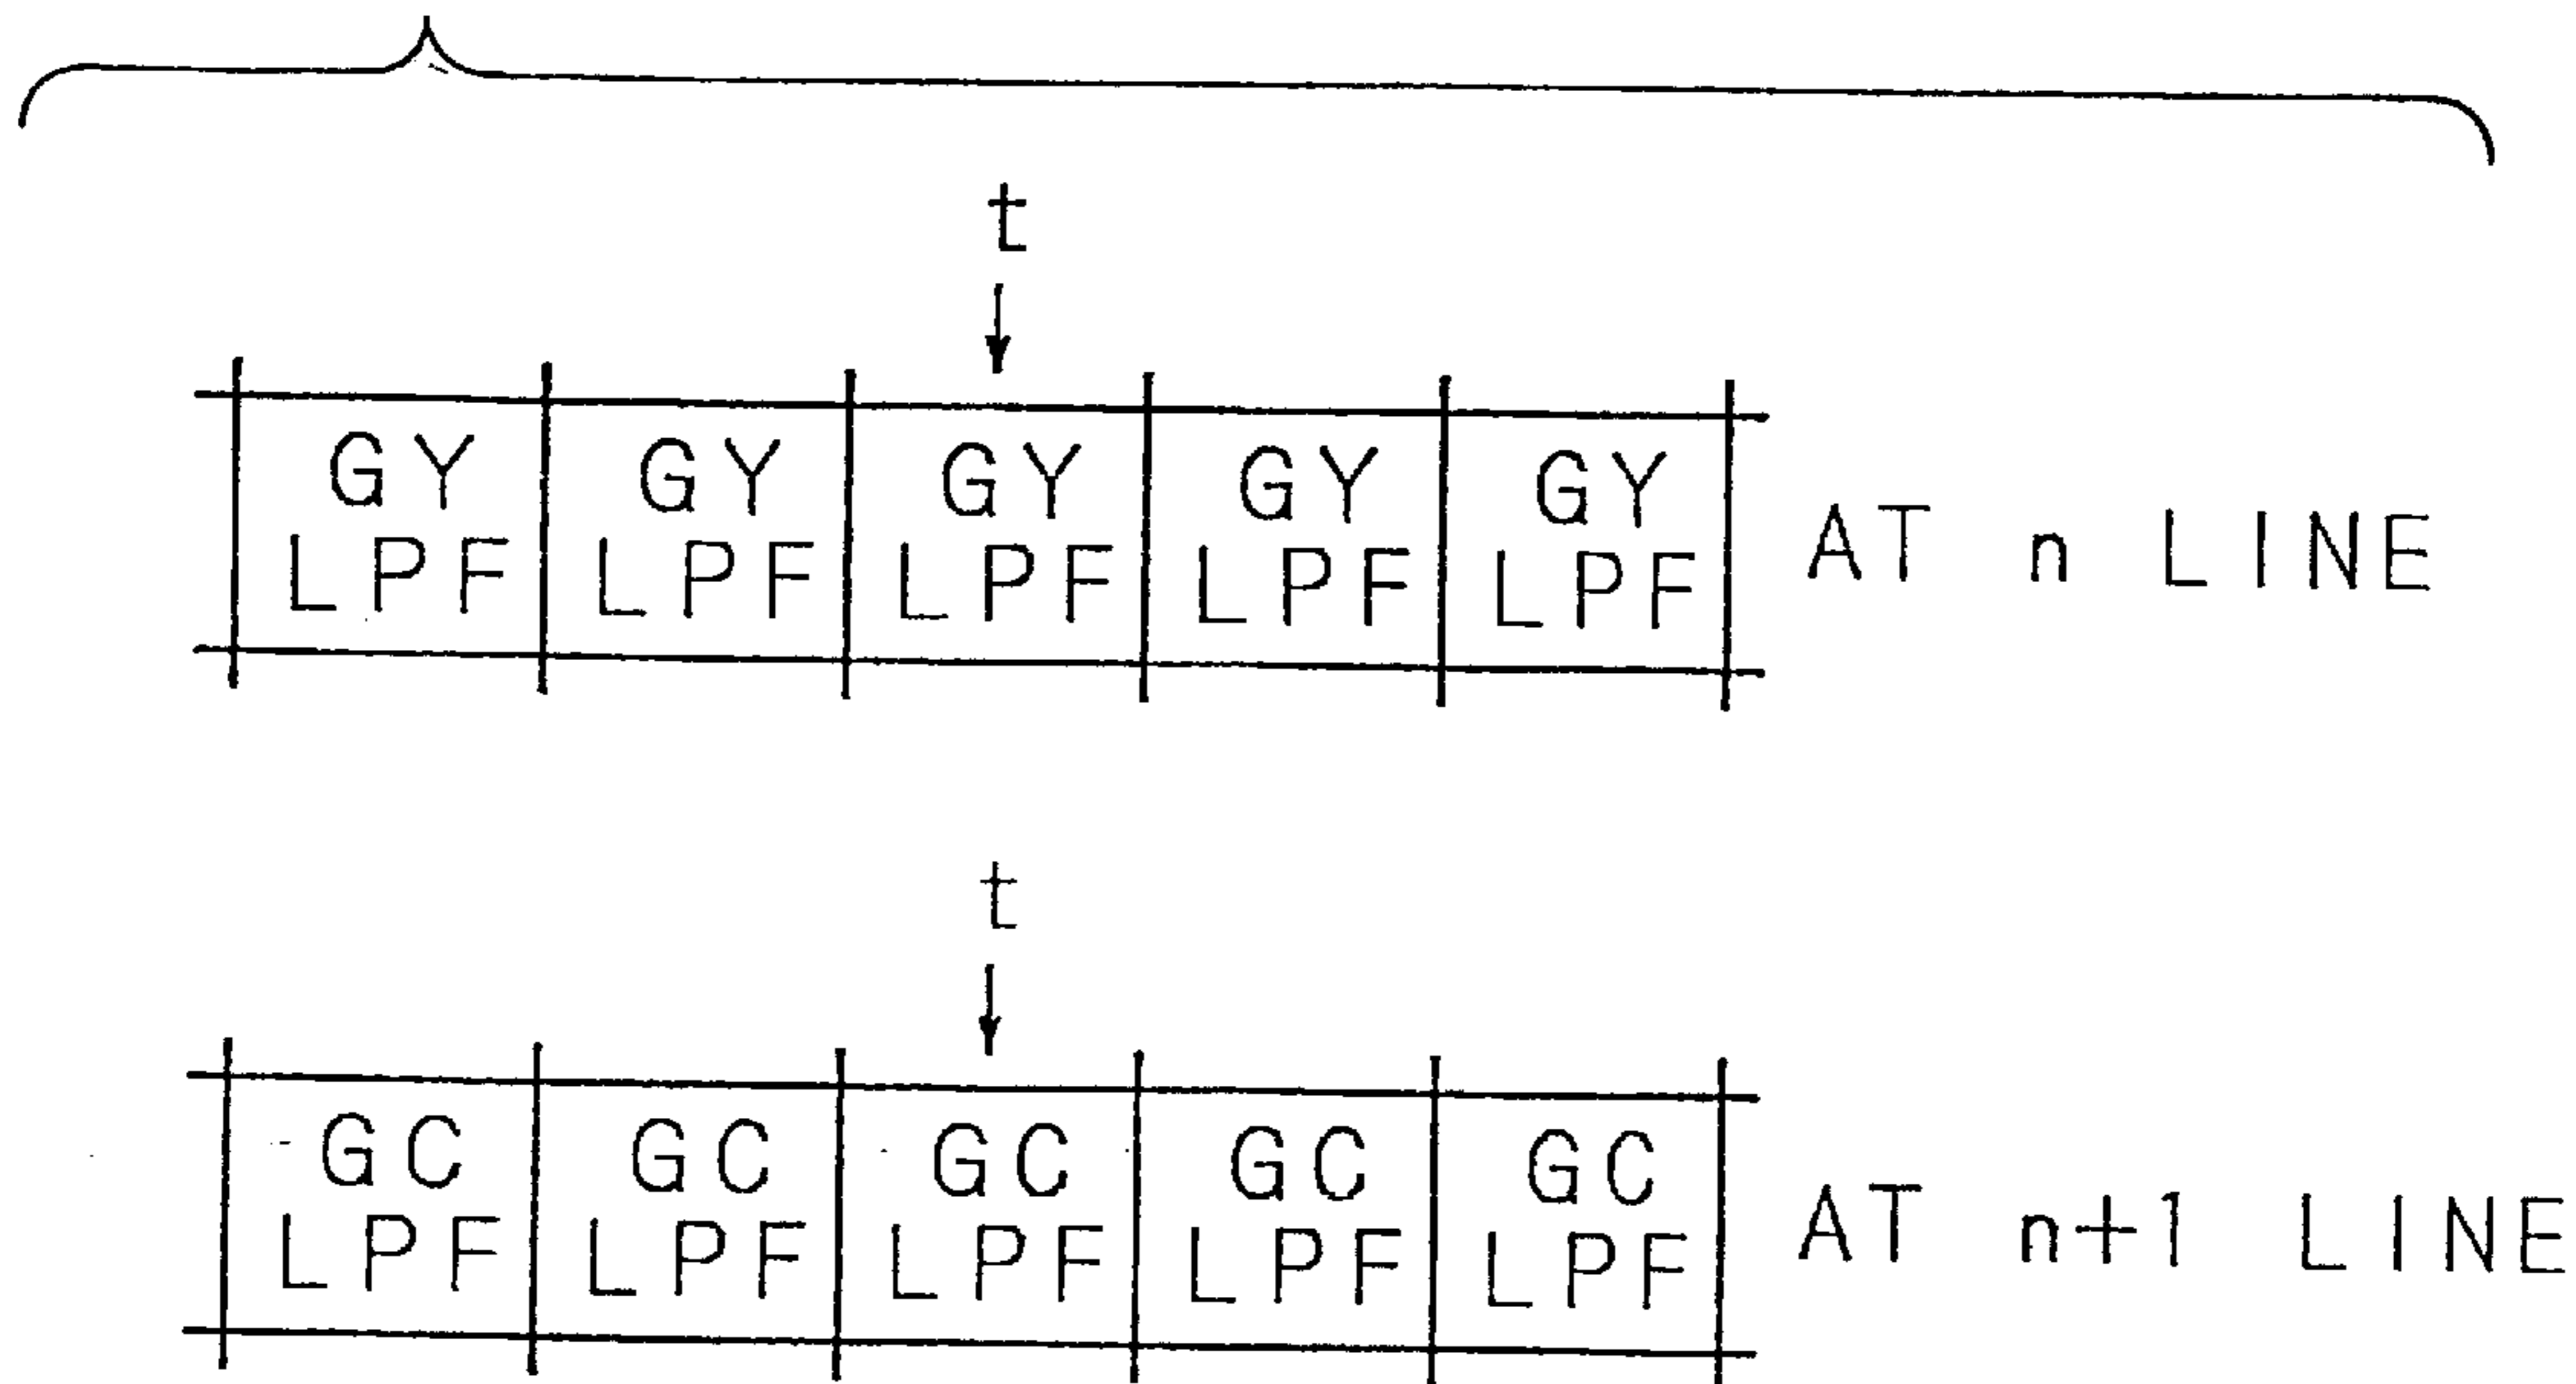 t
GY GY GY GY GY
LPF LPF LPF LPF LPF
AT n LINE
t
GC GC GC GC GC
LPF LPF LPF LPF LPF
AT n+1 LINE